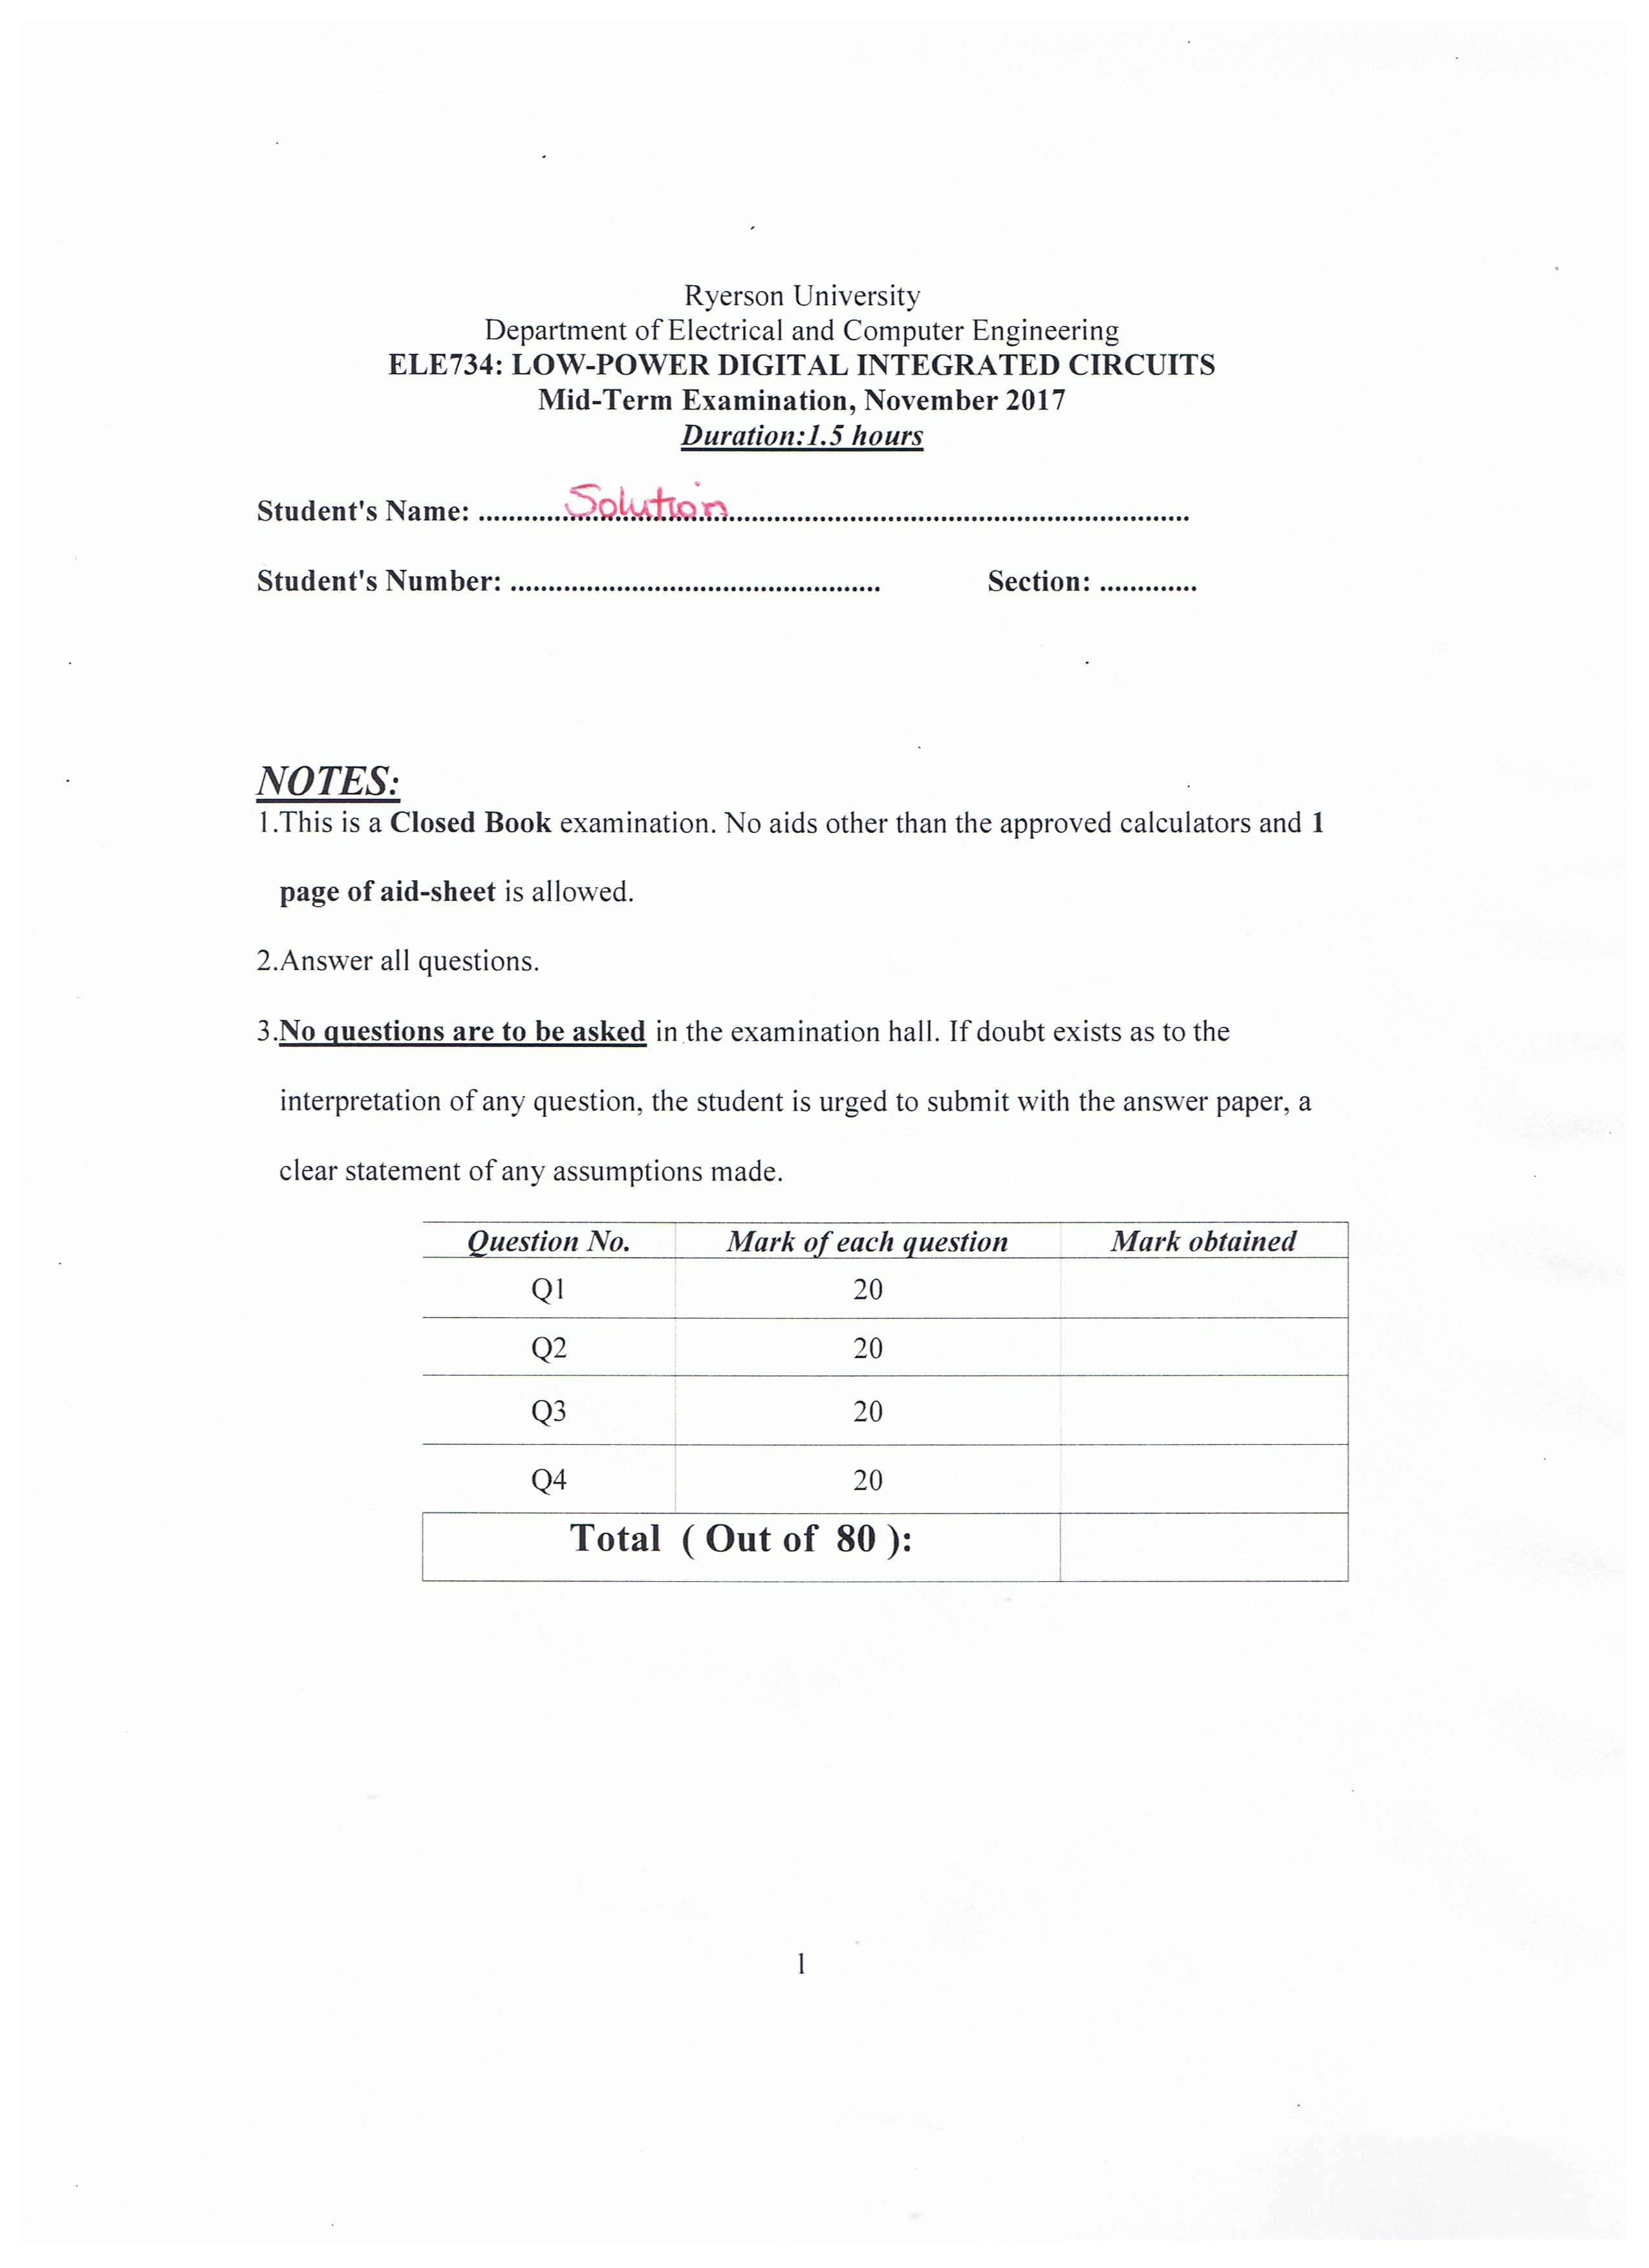 Ryerson University
Department of Electrical and Computer Engineering
ELE734: LOW-POWER DIGITAL INTEGRATED CIRCUITS
Mid-Term Examination, November 2017
Duration:1.5 hours
Student's Name: ...........Solution...........................................................................
Student's Number: ................................................ Section: .............
NOTES:
1.This is a Closed Book examination. No aids other than the approved calculators and 1
page of aid-sheet is allowed.
2.Answer all questions.
3.No questions are to be asked in the examination hall. If doubt exists as to the
interpretation of any question, the student is urged to submit with the answer paper, a
clear statement of any assumptions made.
Question No. Mark of each question Mark obtained
Q1 20
Q2 20
Q3 20
Q4 20
Total ( Out of 80 ):
1